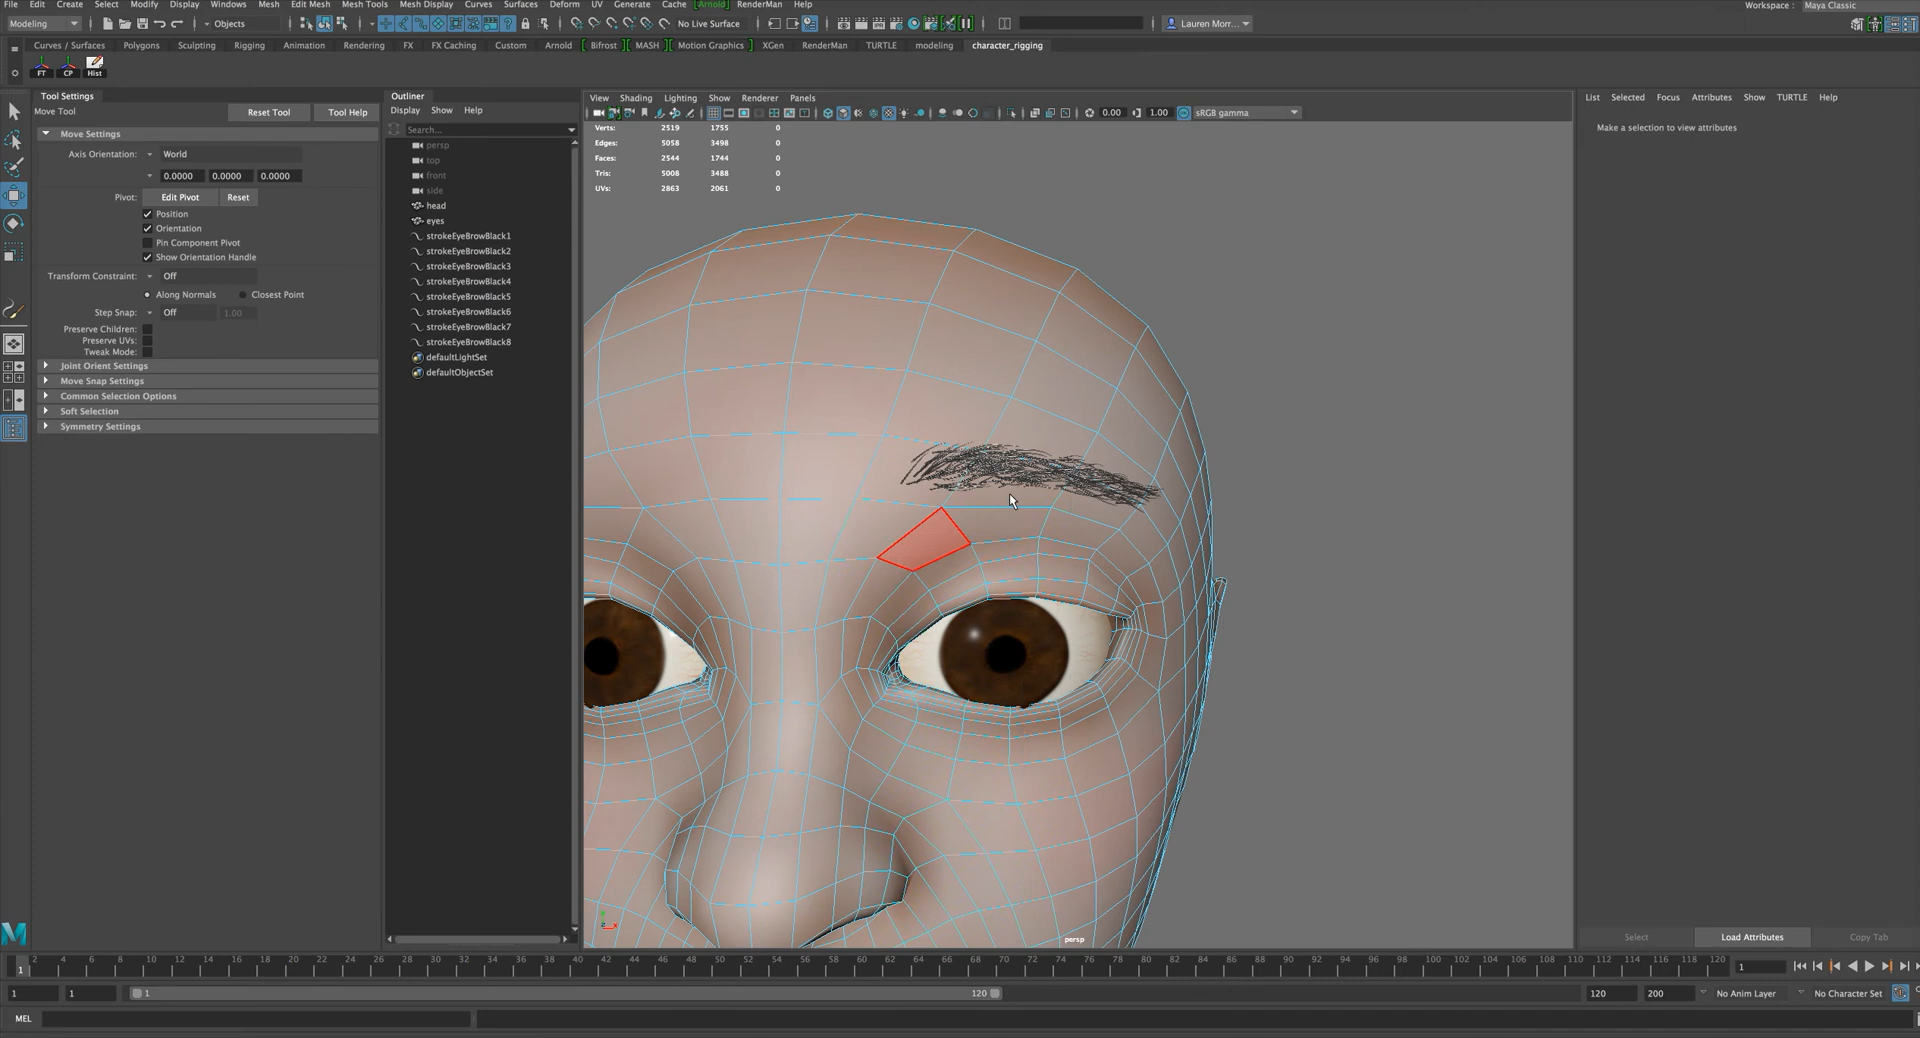 File Edit Create Select Modify Display Windows Mesh Edit Mesh Mesh Tools Mesh Display Curves Surfaces Deform UV Generate Cache [Arnold] RenderMan Help Workspace : Maya Classic
Modeling Objects No Live Surface Lauren Morr...
Curves / Surfaces Polygons Sculpting Rigging Animation Rendering FX FX Caching Custom Arnold Bifrost MASH Motion Graphics XGen RenderMan TURTLE modeling character_rigging
FT CP Hist
Tool Settings
Move Tool Reset Tool Tool Help
Move Settings
Axis Orientation: World
0.0000 0.0000 0.0000
Pivot: Edit Pivot Reset
Position
Orientation
Pin Component Pivot
Show Orientation Handle
Transform Constraint: Off
Along Normals Closest Point
Step Snap: Off 1.00
Preserve Children:
Preserve UVs:
Tweak Mode:
Joint Orient Settings
Move Snap Settings
Common Selection Options
Soft Selection
Symmetry Settings
Outliner
Display Show Help
Search...
persp
top
front
side
head
eyes
strokeEyeBrowBlack1
strokeEyeBrowBlack2
strokeEyeBrowBlack3
strokeEyeBrowBlack4
strokeEyeBrowBlack5
strokeEyeBrowBlack6
strokeEyeBrowBlack7
strokeEyeBrowBlack8
defaultLightSet
defaultObjectSet
View Shading Lighting Show Renderer Panels
0.00 1.00 sRGB gamma
Verts: 2519 1755 0
Edges: 5058 3498 0
Faces: 2544 1744 0
Tris: 5008 3488 0
UVs: 2863 2061 0
persp
List Selected Focus Attributes Show TURTLE Help
Make a selection to view attributes
Select Load Attributes Copy Tab
1 2 4 6 8 10 12 14 16 18 20 22 24 26 28 30 32 34 36 38 40 42 44 46 48 50 52 54 56 58 60 62 64 66 68 70 72 74 76 78 80 82 84 86 88 90 92 94 96 98 100 102 104 106 108 110 112 114 116 118 120 1
1 1 1 120 120 200 No Anim Layer No Character Set
MEL